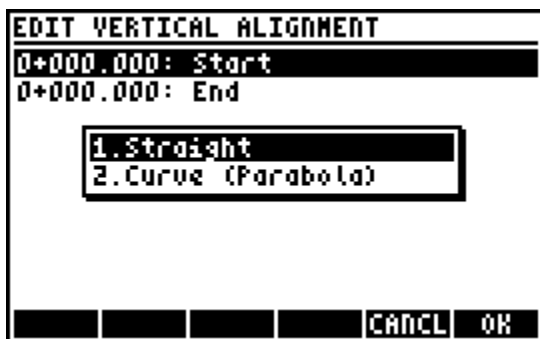 EDIT VERTICAL ALIGNMENT
0+000.000: Start
0+000.000: End
1.Straight
2.Curve (Parabola)
CANCL OK